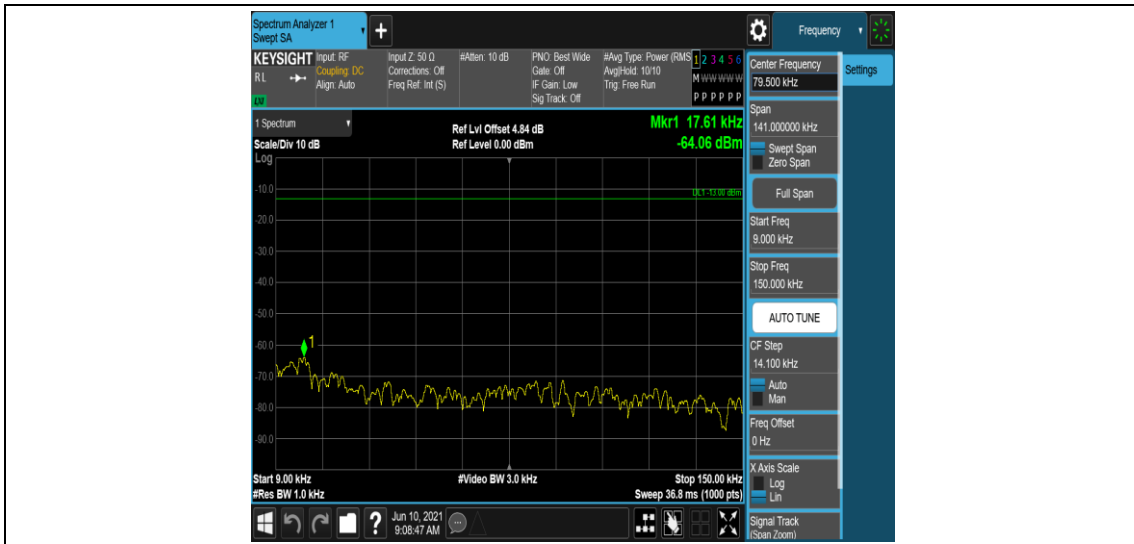 Spectrum Analyzer 1
Swept SA
+
Frequency
KEYSIGHT
RL
LXI
Input: RF
Coupling: DC
Align: Auto
Input Z: 50 Ω
Corrections: Off
Freq Ref: Int (S)
#Atten: 10 dB
PNO: Best Wide
Gate: Off
IF Gain: Low
Sig Track: Off
#Avg Type: Power (RMS
Avg|Hold: 10/10
Trig: Free Run
1 2 3 4 5 6
M W W W W W
P P P P P P
Center Frequency
79.500 kHz
Settings
1 Spectrum
Scale/Div 10 dB
Log
Ref Lvl Offset 4.84 dB
Ref Level 0.00 dBm
Mkr1 17.61 kHz
-64.06 dBm
DL1 -13.00 dBm
-10.0
-20.0
-30.0
-40.0
-50.0
-60.0
-70.0
-80.0
-90.0
1
Start 9.00 kHz
#Res BW 1.0 kHz
#Video BW 3.0 kHz
Stop 150.00 kHz
Sweep 36.8 ms (1000 pts)
Span
141.000000 kHz
Swept Span
Zero Span
Full Span
Start Freq
9.000 kHz
Stop Freq
150.000 kHz
AUTO TUNE
CF Step
14.100 kHz
Auto
Man
Freq Offset
0 Hz
X Axis Scale
Log
Lin
Signal Track
(Span Zoom)
?
Jun 10, 2021
9:08:47 AM